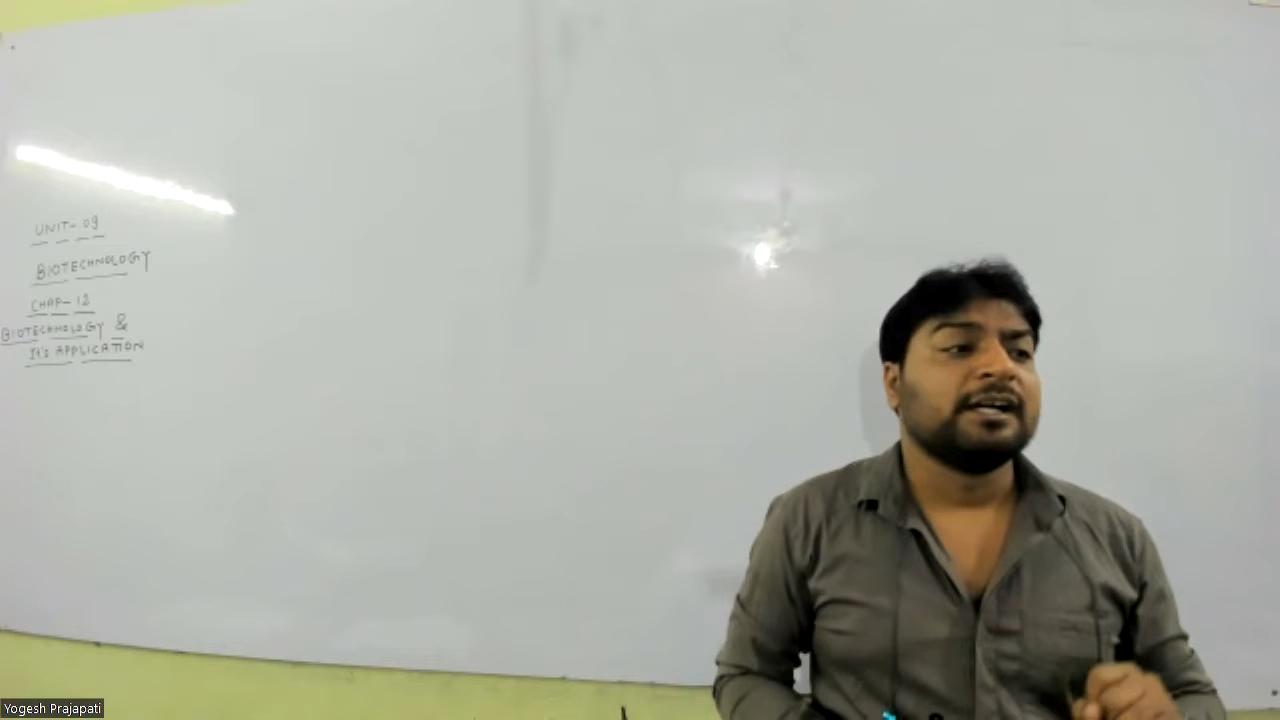 UNIT-09
BIOTECHNOLOGY
CHAP-12
BIOTECHNOLOGY &
It's APPLICATION
Yogesh Prajapati